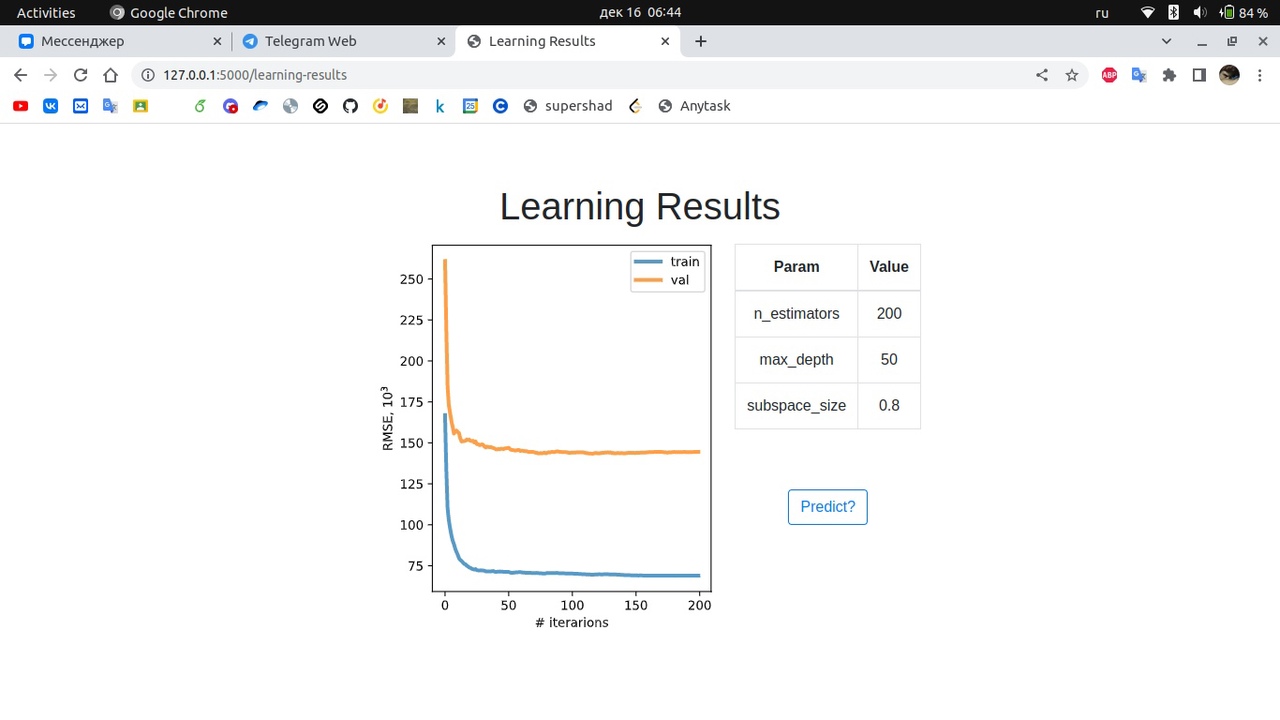 Activities Google Chrome дек 16 06:44 ru 84 %
Мессенджер Telegram Web Learning Results
127.0.0.1:5000/learning-results ABP
supershad Anytask
Learning Results
train
val
250
225
200
175
150
125
100
75
RMSE, 10³
0 50 100 150 200
# iterarions
Param Value
n_estimators 200
max_depth 50
subspace_size 0.8
Predict?